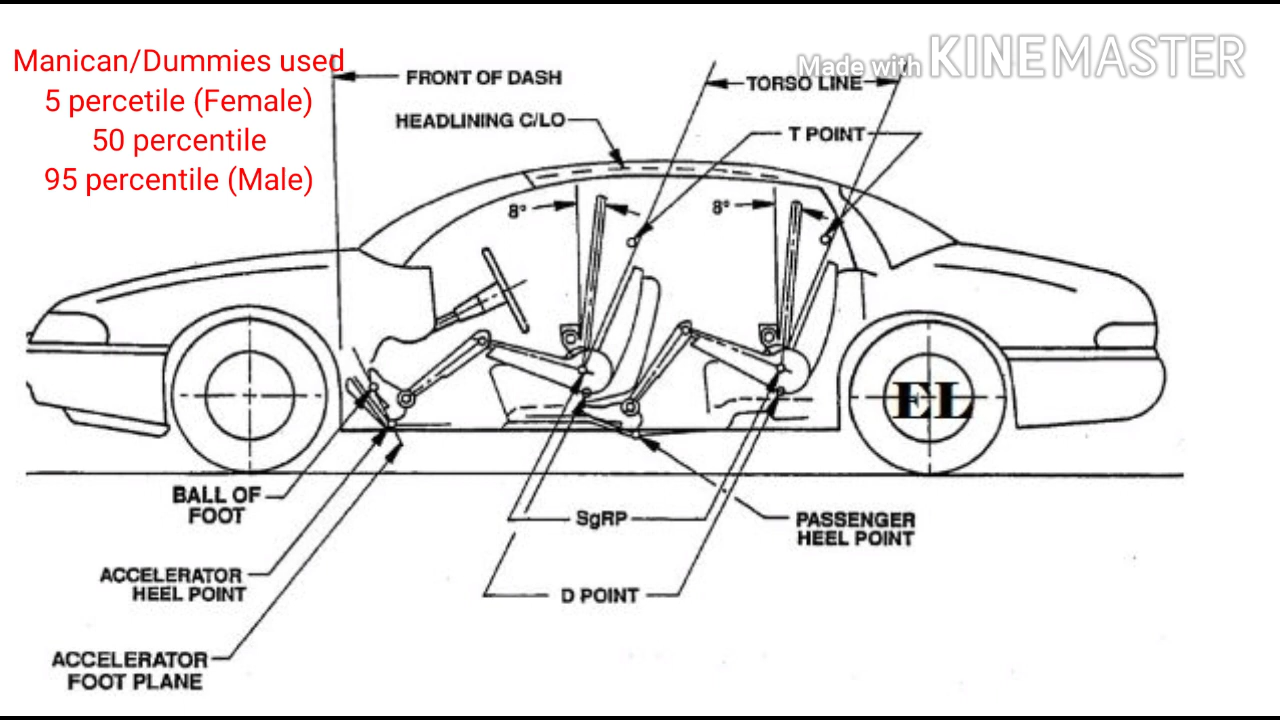 Manican/Dummies used
5 percetile (Female)
50 percentile
95 percentile (Male)
Made with KINEMASTER
FRONT OF DASH
TORSO LINE
HEADLINING C/LO
T POINT
8°
8°
EL
BALL OF
FOOT
SgRP
PASSENGER
HEEL POINT
ACCELERATOR
HEEL POINT
D POINT
ACCELERATOR
FOOT PLANE